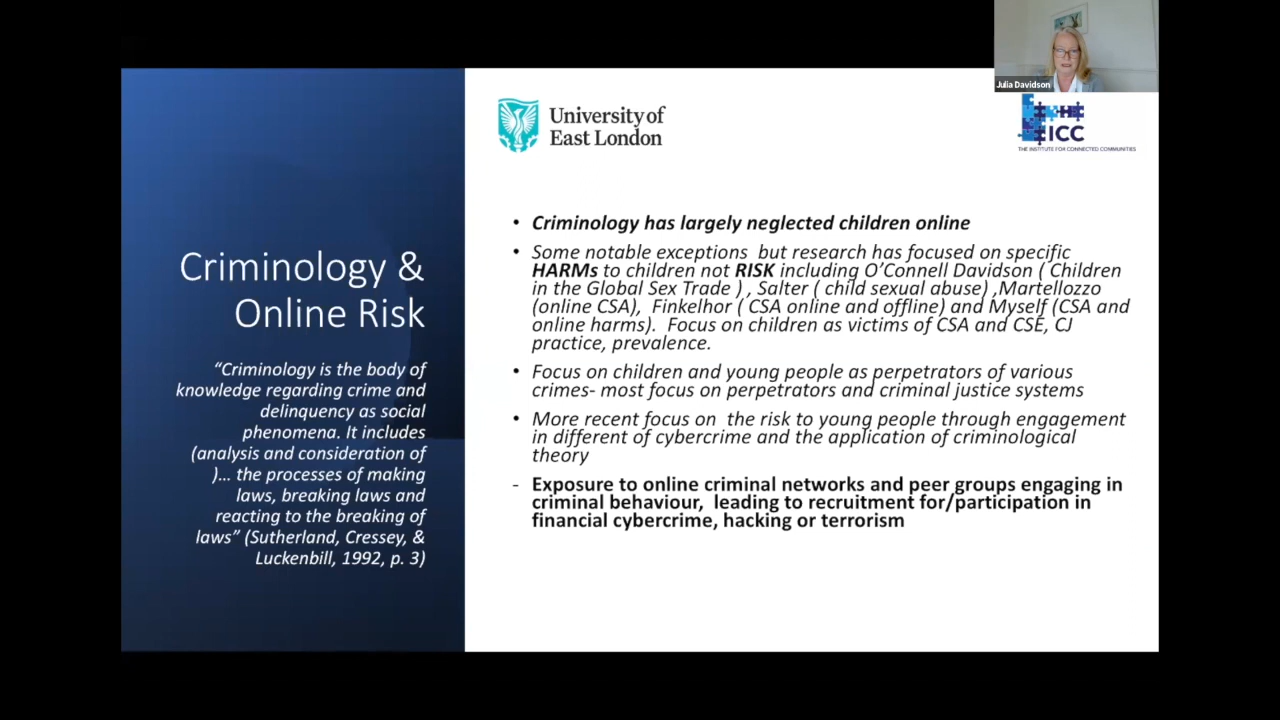 Julia Davidson
University of
East London
ICC
THE INSTITUTE FOR CONNECTED COMMUNITIES
Criminology &
Online Risk
“Criminology is the body of
knowledge regarding crime and
delinquency as social
phenomena. It includes
(analysis and consideration of
)… the processes of making
laws, breaking laws and
reacting to the breaking of
laws” (Sutherland, Cressey, &
Luckenbill, 1992, p. 3)
• Criminology has largely neglected children online
• Some notable exceptions but research has focused on specific
HARMs to children not RISK including O’Connell Davidson ( Children
in the Global Sex Trade ) , Salter ( child sexual abuse) ,Martellozzo
(online CSA), Finkelhor ( CSA online and offline) and Myself (CSA and
online harms). Focus on children as victims of CSA and CSE, CJ
practice, prevalence.
• Focus on children and young people as perpetrators of various
crimes- most focus on perpetrators and criminal justice systems
• More recent focus on the risk to young people through engagement
in different of cybercrime and the application of criminological
theory
- Exposure to online criminal networks and peer groups engaging in
criminal behaviour, leading to recruitment for/participation in
financial cybercrime, hacking or terrorism